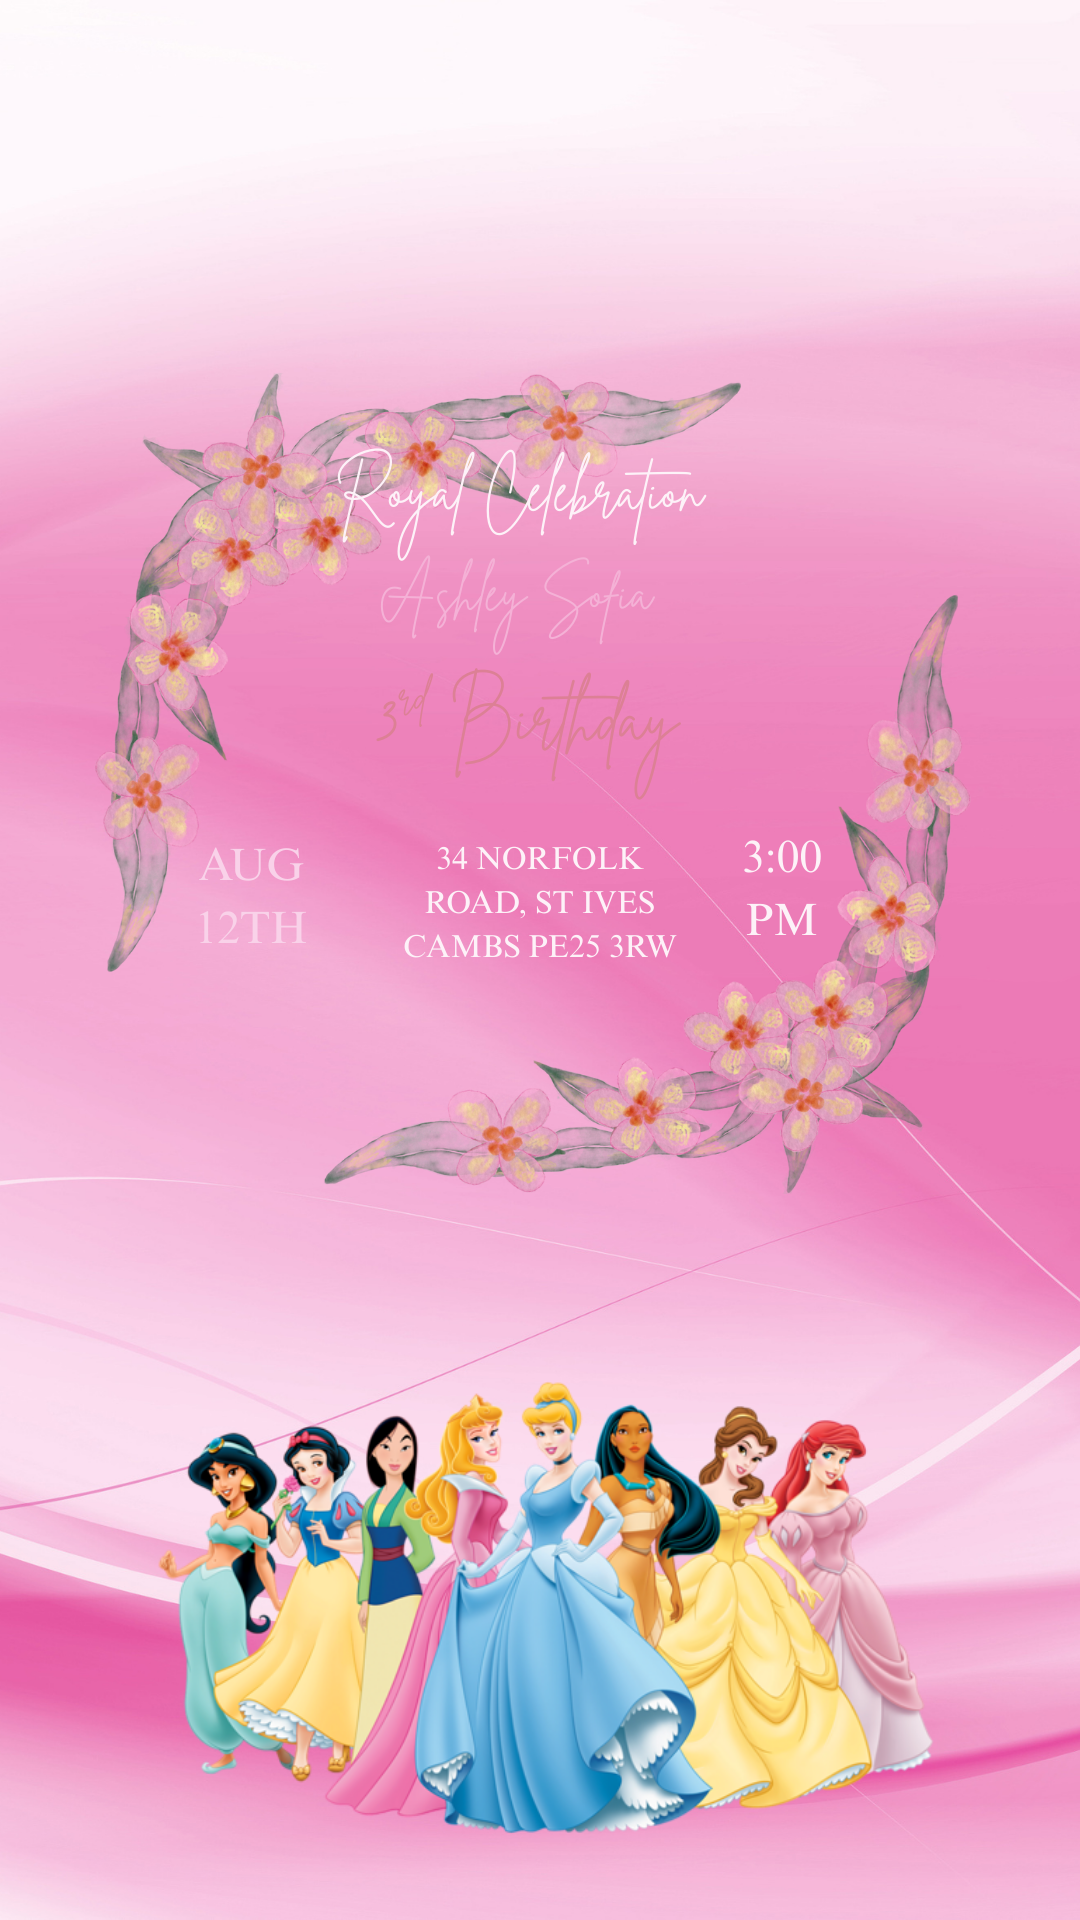 Royal Celebration
Ashley Sofia
3rd Birthday
AUG
12TH
34 NORFOLK
ROAD, ST IVES
CAMBS PE25 3RW
3:00
PM